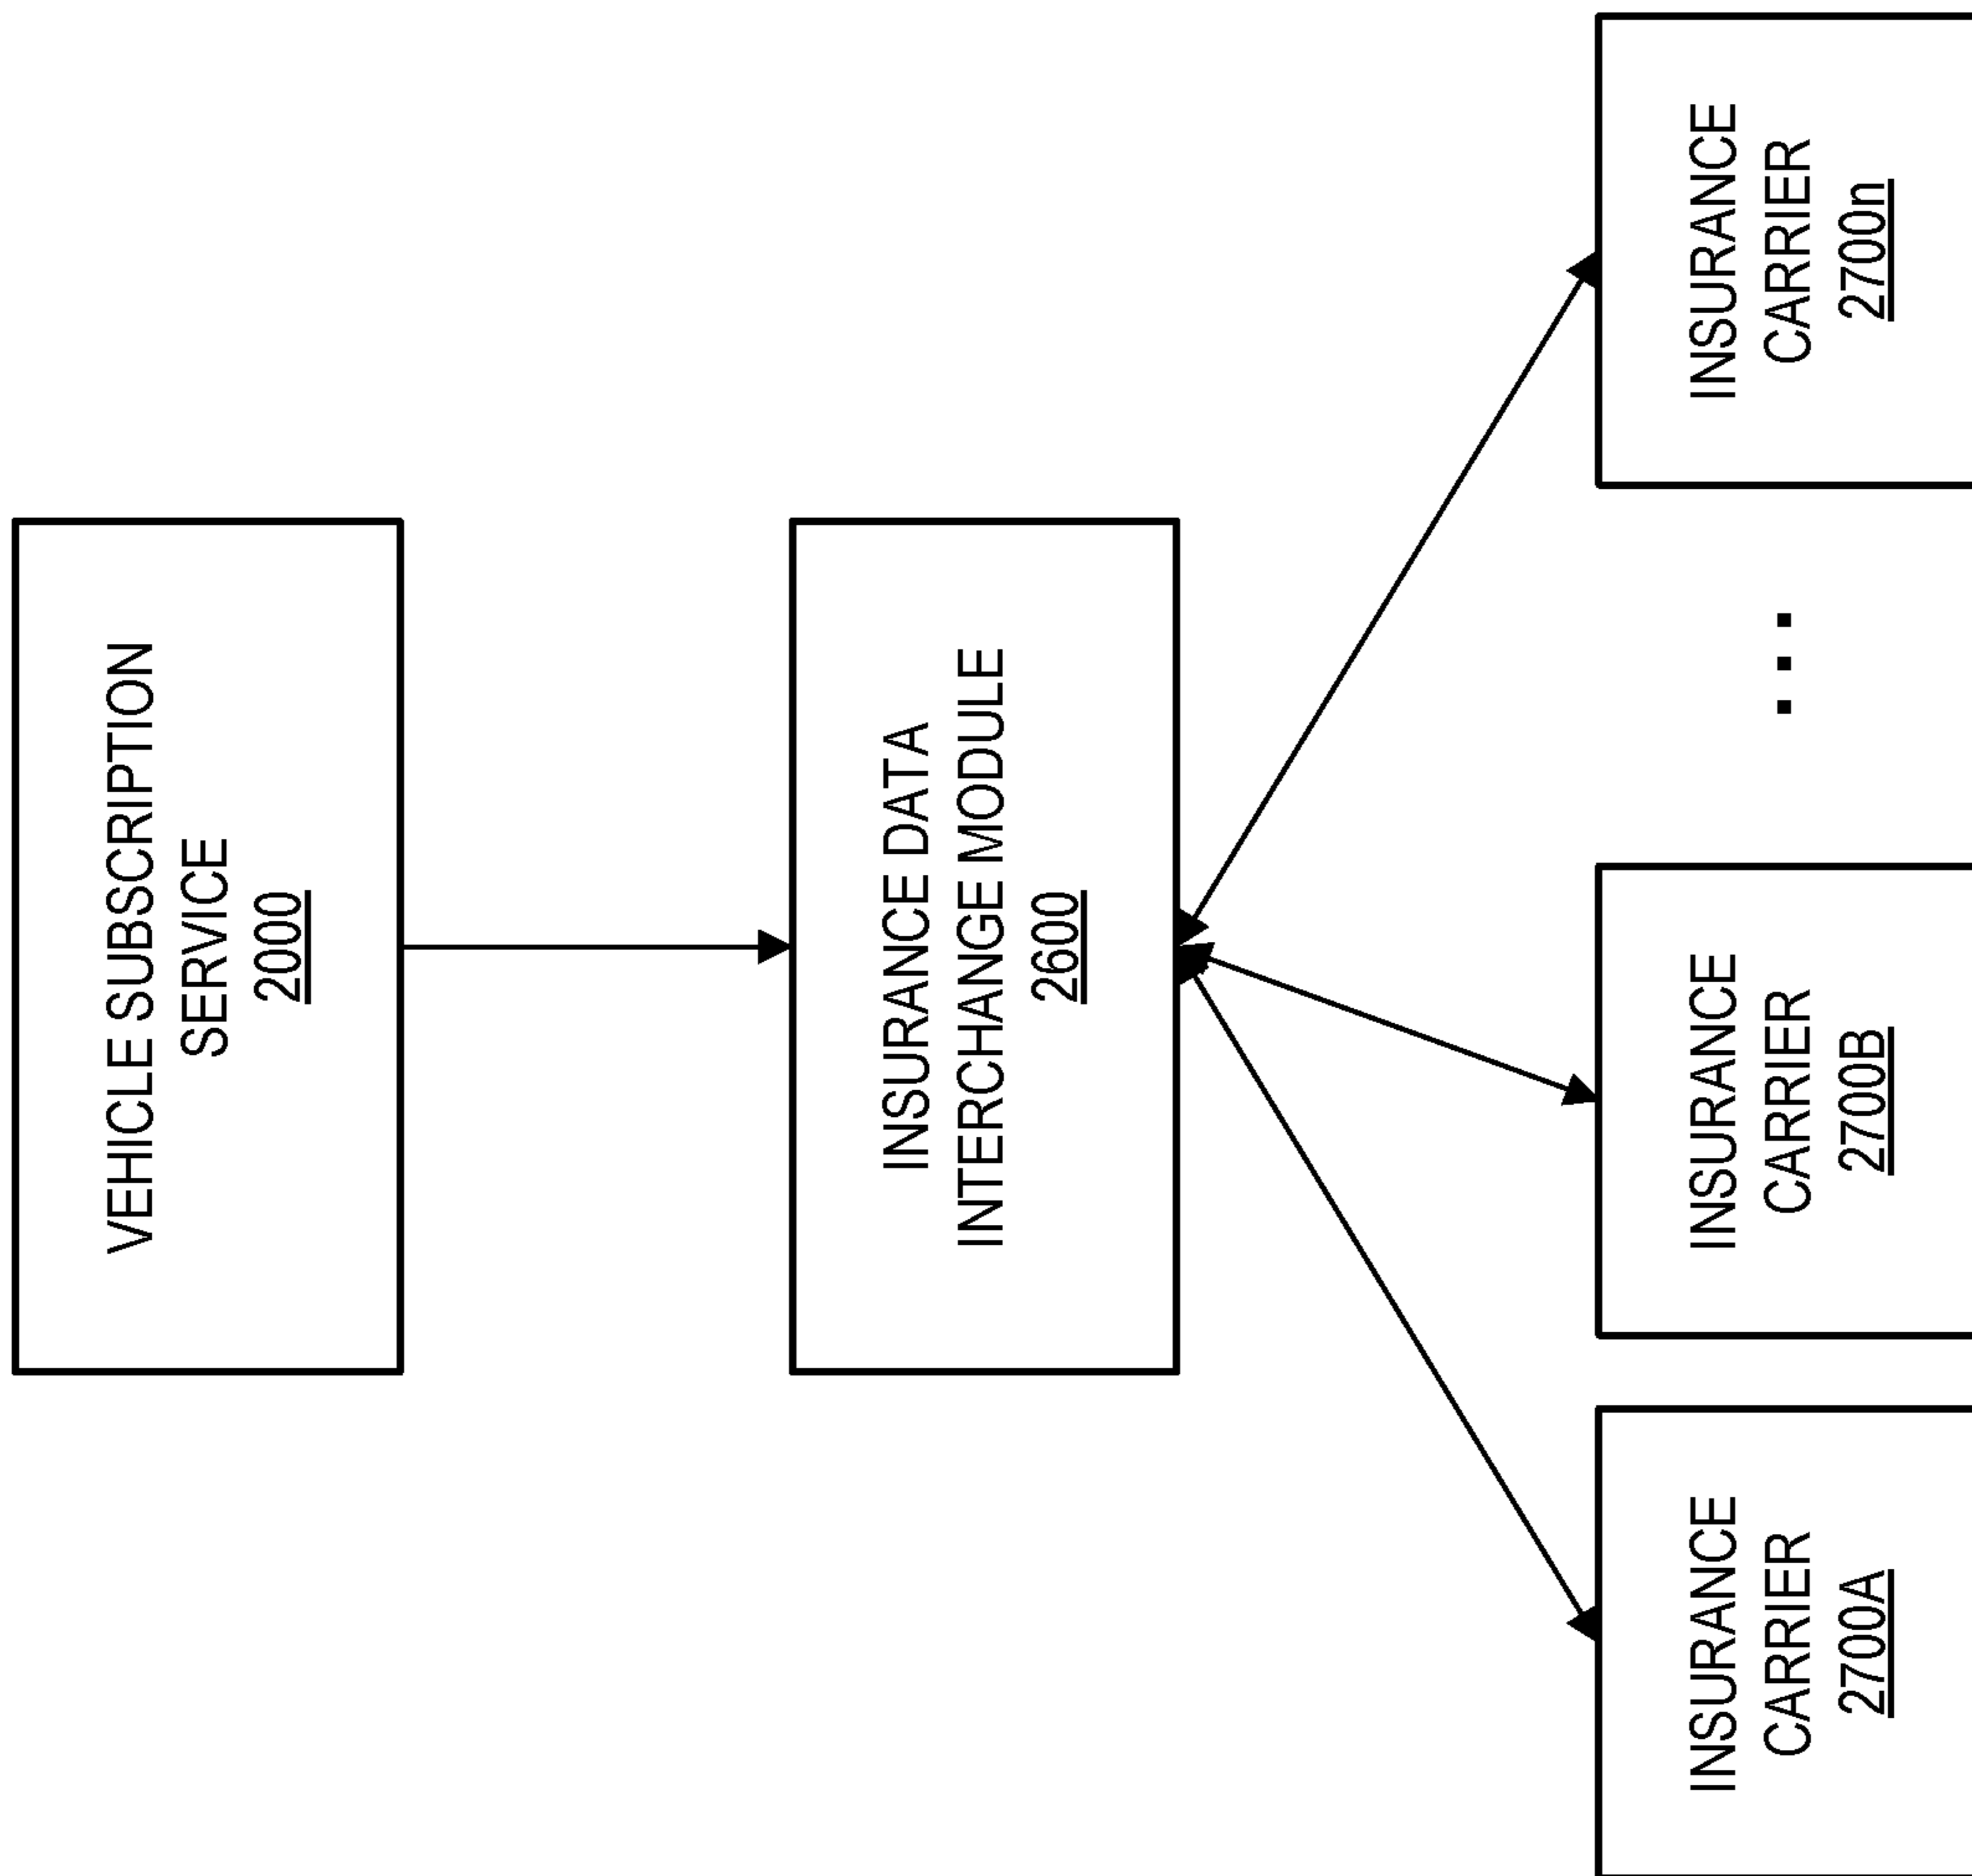 VEHICLE SUBSCRIPTION
SERVICE
2000
INSURANCE DATA
INTERCHANGE MODULE
2600
INSURANCE
CARRIER
2700A
INSURANCE
CARRIER
2700B
...
INSURANCE
CARRIER
2700n